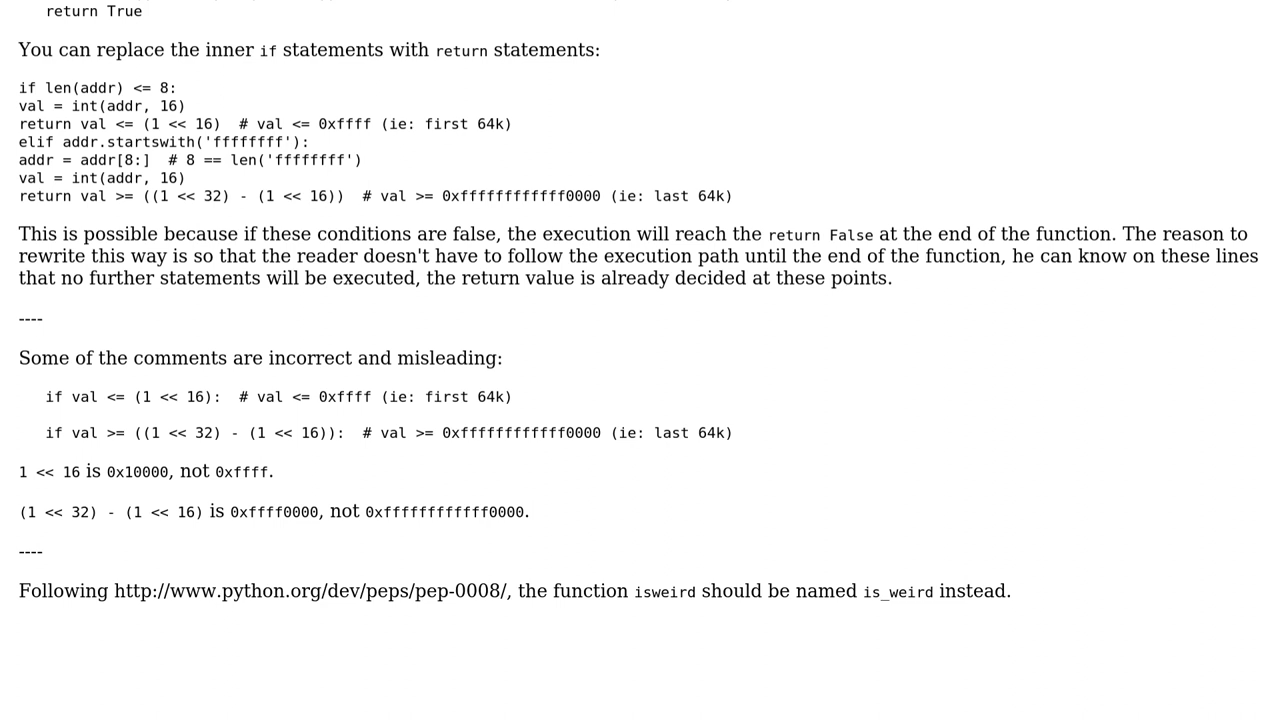 return True
You can replace the inner if statements with return statements:
if len(addr) <= 8:
val = int(addr, 16)
return val <= (1 << 16)  # val <= 0xffff (ie: first 64k)
elif addr.startswith('ffffffff'):
addr = addr[8:]  # 8 == len('ffffffff')
val = int(addr, 16)
return val >= ((1 << 32) - (1 << 16))  # val >= 0xffffffffffff0000 (ie: last 64k)
This is possible because if these conditions are false, the execution will reach the return False at the end of the function. The reason to
rewrite this way is so that the reader doesn't have to follow the execution path until the end of the function, he can know on these lines
that no further statements will be executed, the return value is already decided at these points.
----
Some of the comments are incorrect and misleading:
if val <= (1 << 16):  # val <= 0xffff (ie: first 64k)
if val >= ((1 << 32) - (1 << 16)):  # val >= 0xffffffffffff0000 (ie: last 64k)
1 << 16 is 0x10000, not 0xffff.
(1 << 32) - (1 << 16) is 0xffff0000, not 0xffffffffffff0000.
----
Following http://www.python.org/dev/peps/pep-0008/, the function isweird should be named is_weird instead.